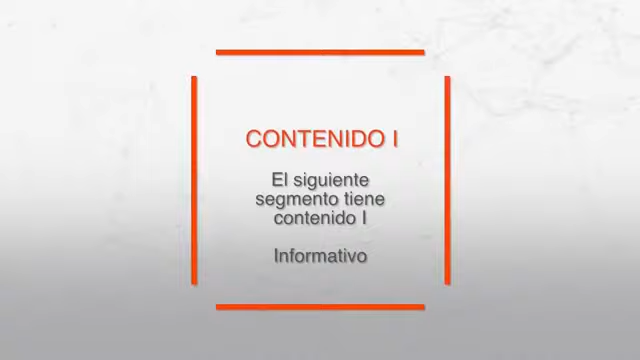 CONTENIDO I
El siguiente
segmento tiene
contenido I
Informativo